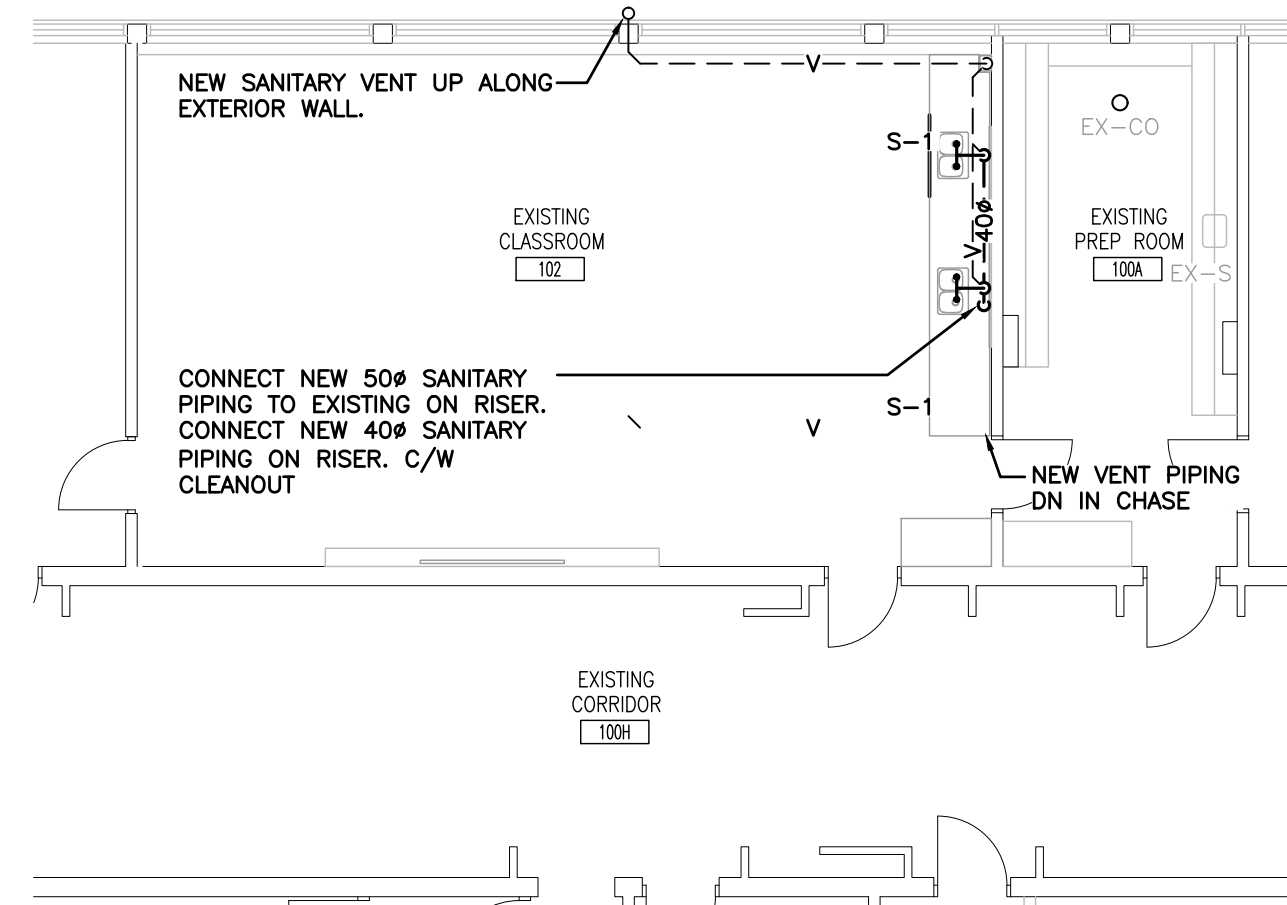 NEW SANITARY VENT UP ALONG
EXTERIOR WALL.
V
EX-CO
S-1
40ø
V
EXISTING
CLASSROOM
102
EXISTING
PREP ROOM
100A
EX-S
CONNECT NEW 50ø SANITARY
PIPING TO EXISTING ON RISER.
CONNECT NEW 40ø SANITARY
PIPING ON RISER. C/W
CLEANOUT
S-1
V
NEW VENT PIPING
DN IN CHASE
EXISTING
CORRIDOR
100H